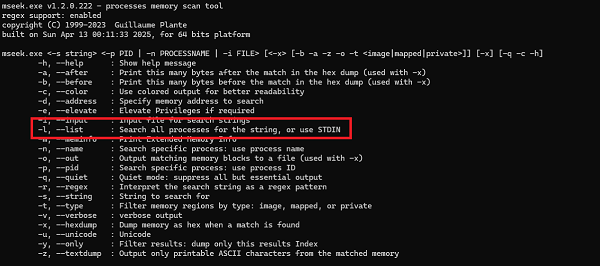 mseek.exe v1.2.0.222 - processes memory scan tool
regex support: enabled
copyright (C) 1999-2023  Guillaume Plante
Built on Sun Apr 13 00:11:33 2025, for 64 bits platform

mseek.exe <-s string> <-p PID | -n PROCESSNAME | -i FILE> [<-x> [-b -a -z -o -t <image|mapped|private>]] [-x] [-q -c -h]
-h, --help : Show help message
-a, --after : Print this many bytes after the match in the hex dump (used with -x)
-b, --before : Print this many bytes before the match in the hex dump (used with -x)
-c, --color : Use colored output for better readability
-d, --address : Specify memory address to search
-e, --elevate : Elevate Privileges if required
-i, --input : Input file for search strings
-l, --list : Search all processes for the string, or use STDIN
--meminfo : Print Extended Memory Info
-n, --name : Search specific process: use process name
-o, --out : Output matching memory blocks to a file (used with -x)
-p, --pid : Search specific process: use process ID
-q, --quiet : Quiet mode: suppress all but essential output
-r, --regex : Interpret the search string as a regex pattern
-s, --string : String to search for
-t, --type : Filter memory regions by type: image, mapped, or private
-v, --verbose : verbose output
-x, --hexdump : Dump memory as hex when a match is found
-u, --unicode : Unicode
-y, --only : Filter results: dump only this results Index
-z, --textdump : Output only printable ASCII characters from the matched memory